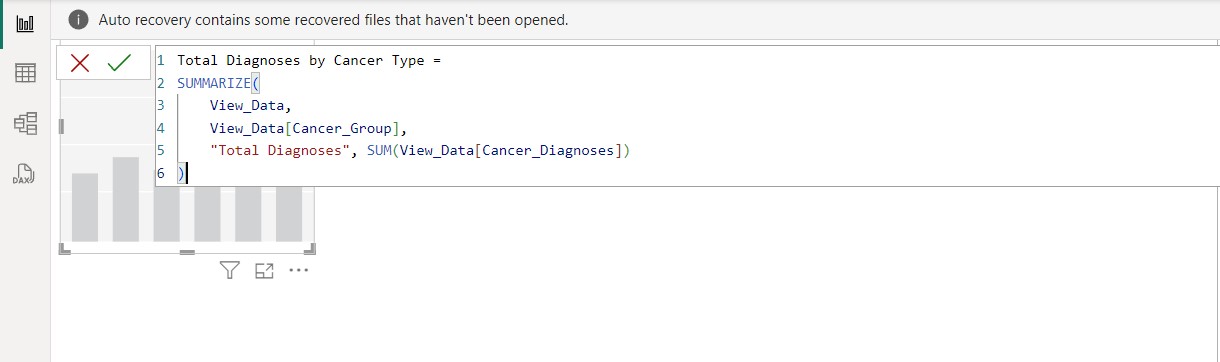 Auto recovery contains some recovered files that haven't been opened.
1 Total Diagnoses by Cancer Type =
2 SUMMARIZE(
3 View_Data,
4 View_Data[Cancer_Group],
5 "Total Diagnoses", SUM(View_Data[Cancer_Diagnoses])
6 )
DAX